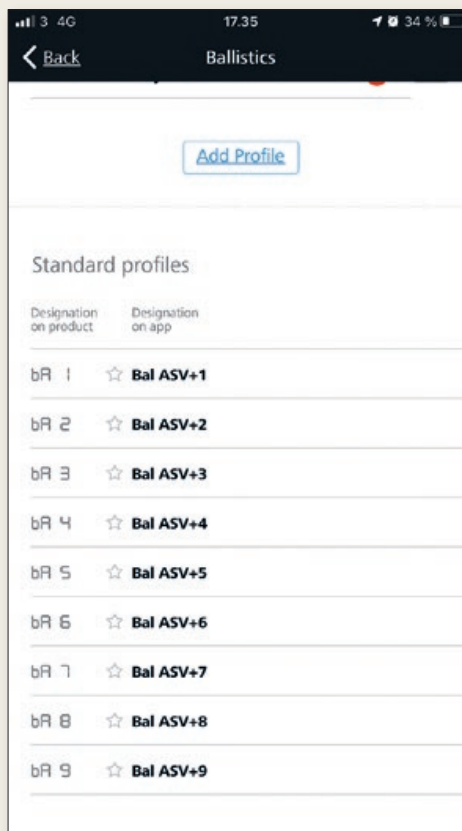 3 4G 17.35 34 %
Back Ballistics
Add Profile
Standard profiles
Designation Designation
on product on app
bA 1 Bal ASV+1
bA 2 Bal ASV+2
bA 3 Bal ASV+3
bA 4 Bal ASV+4
bA 5 Bal ASV+5
bA 6 Bal ASV+6
bA 7 Bal ASV+7
bA 8 Bal ASV+8
bA 9 Bal ASV+9